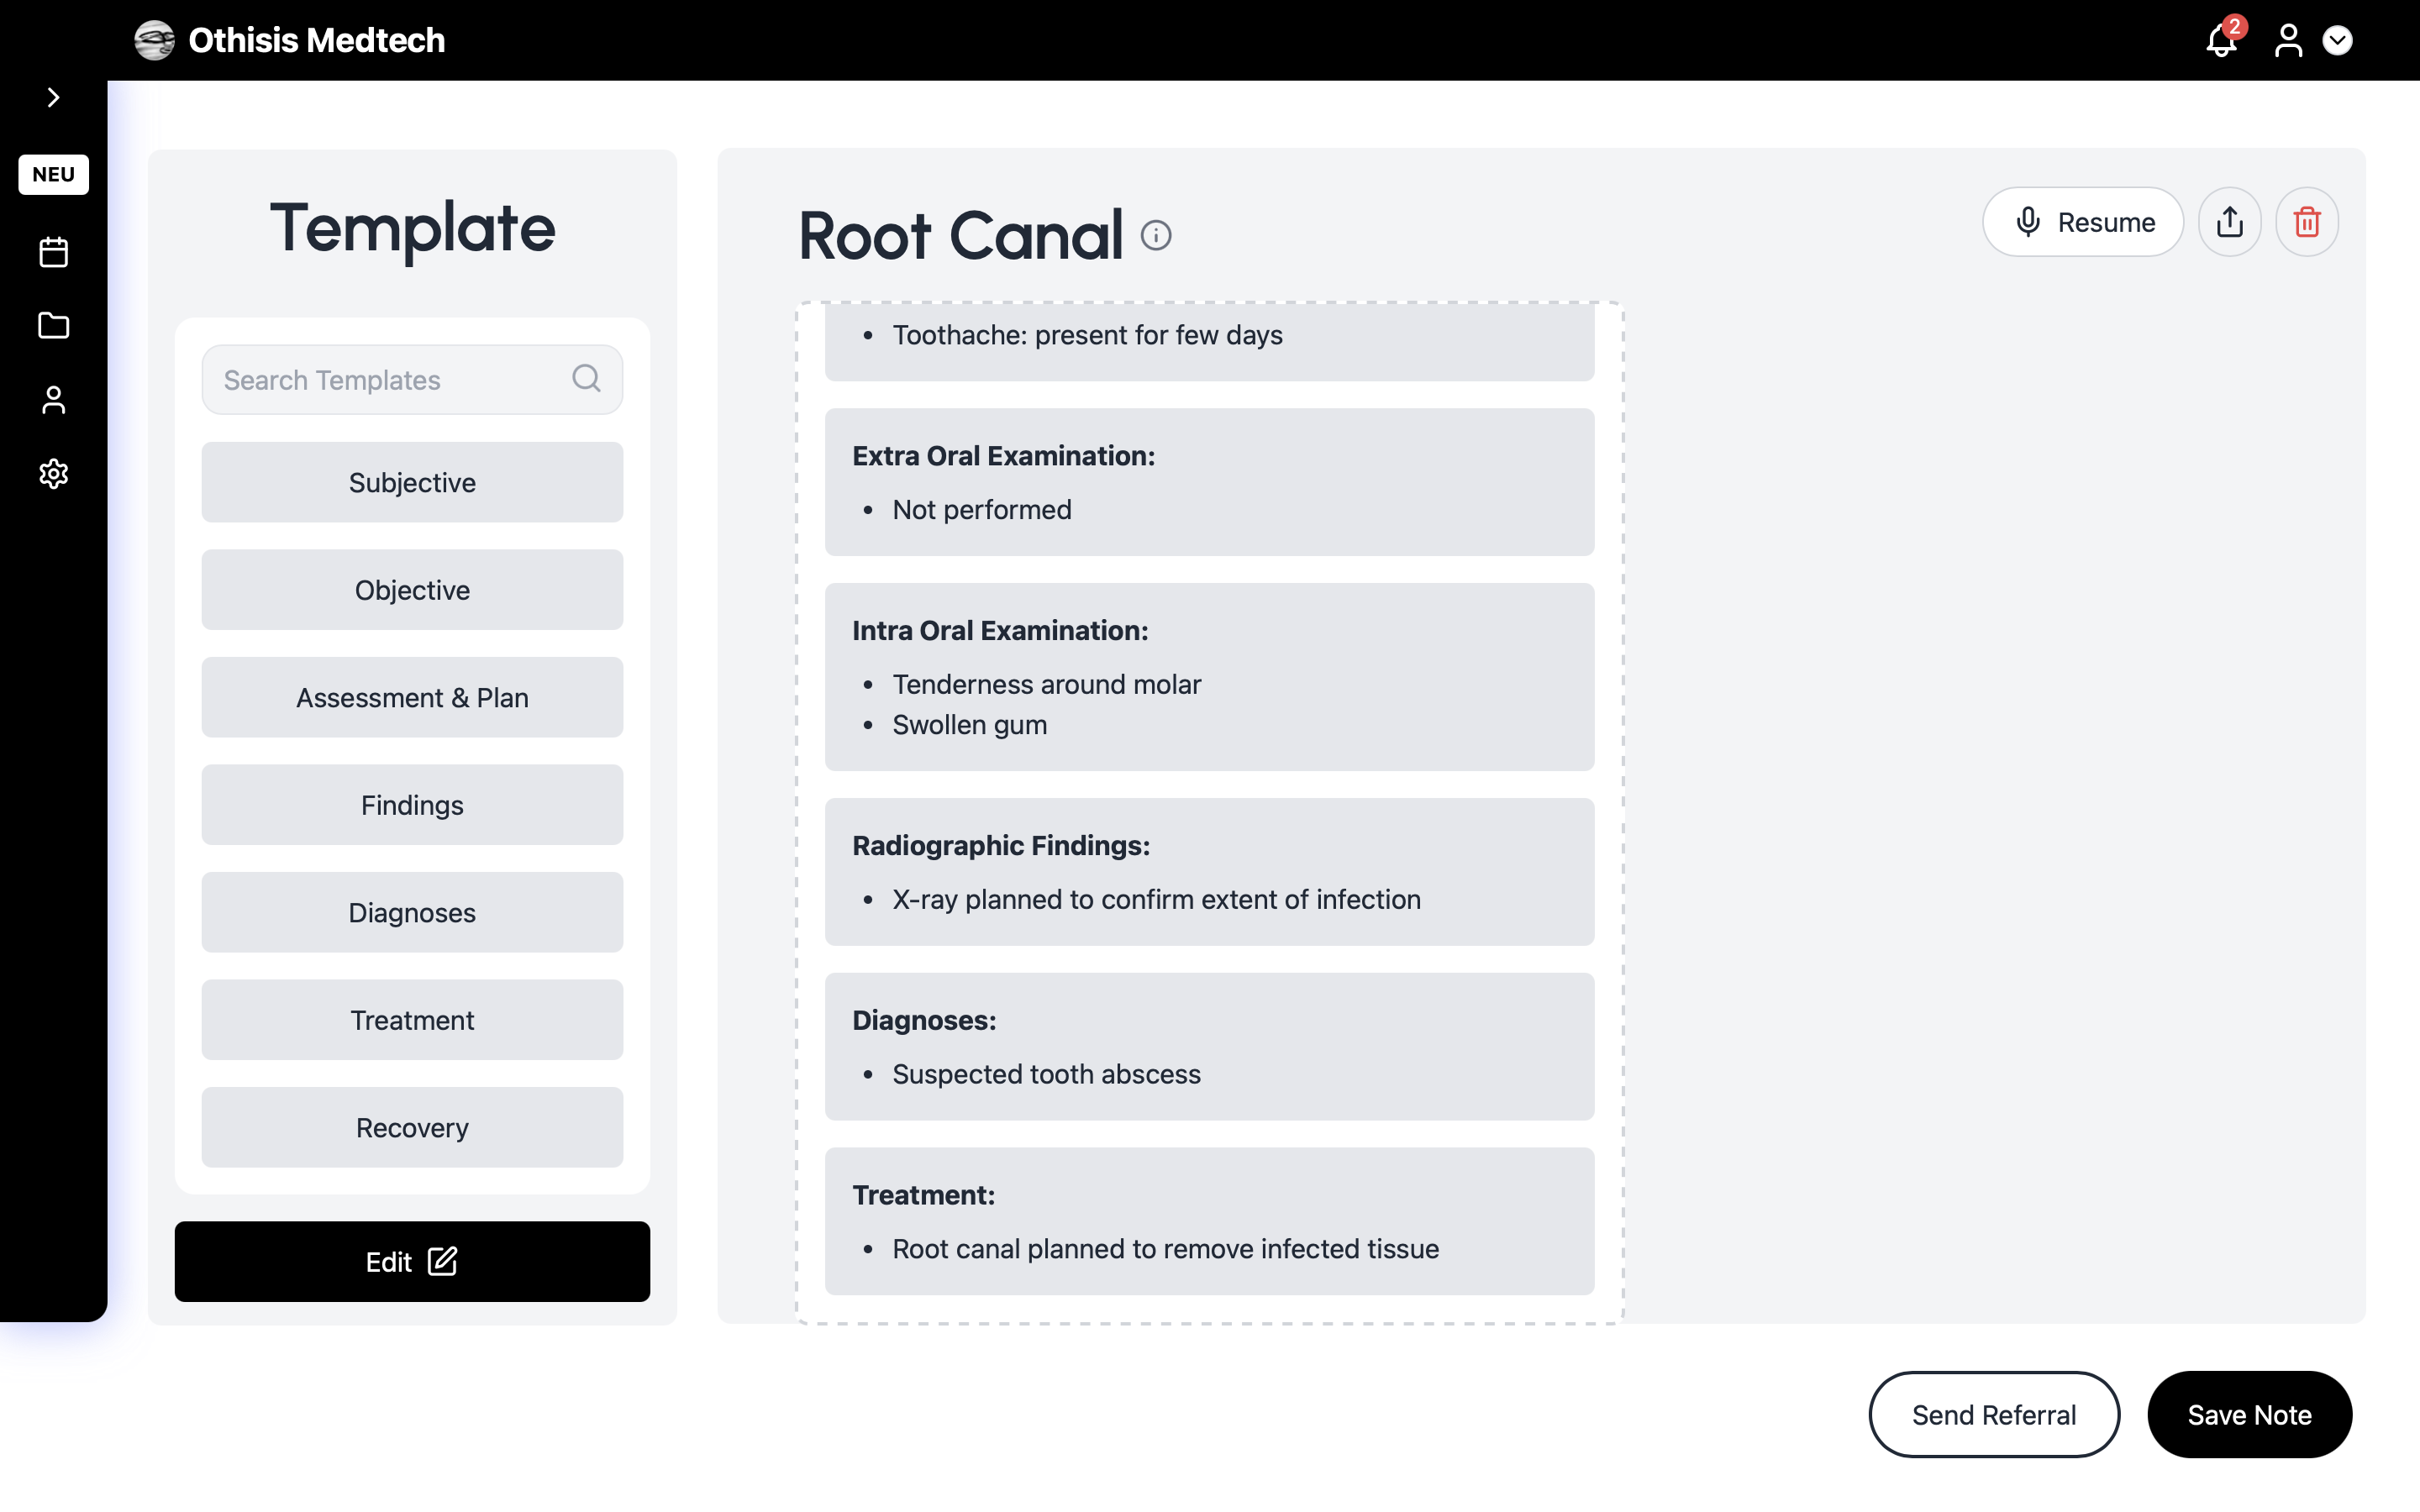 Othisis Medtech
2
NEU
Template
Search Templates
Subjective
Objective
Assessment & Plan
Findings
Diagnoses
Treatment
Recovery
Edit
Root Canal
Resume
• Toothache: present for few days
Extra Oral Examination:
• Not performed
Intra Oral Examination:
• Tenderness around molar
• Swollen gum
Radiographic Findings:
• X-ray planned to confirm extent of infection
Diagnoses:
• Suspected tooth abscess
Treatment:
• Root canal planned to remove infected tissue
Send Referral
Save Note